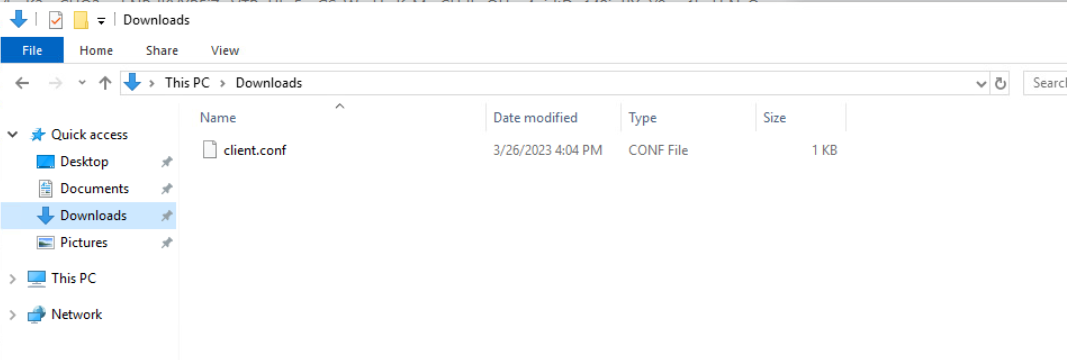 Downloads
File Home Share View
This PC Downloads Search
Name Date modified Type Size
Quick access
client.conf 3/26/2023 4:04 PM CONF File 1 KB
Desktop
Documents
Downloads
Pictures
This PC
Network